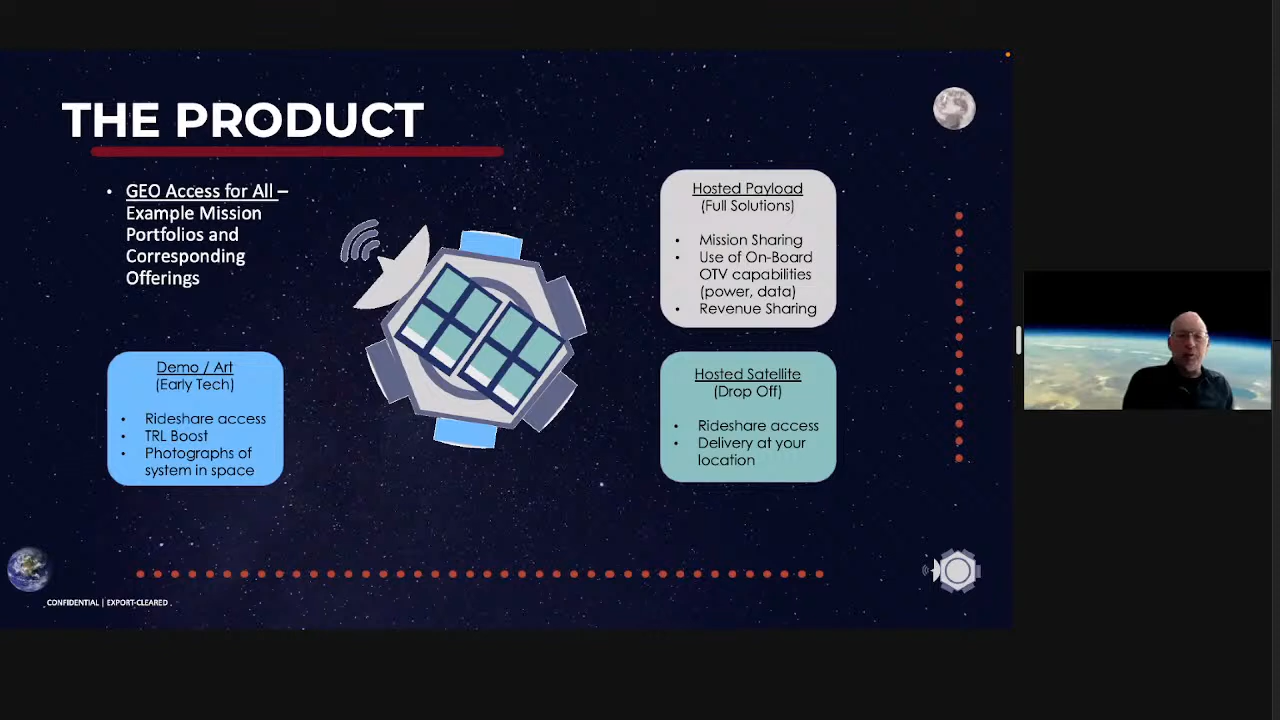 THE PRODUCT
• GEO Access for All –
Example Mission
Portfolios and
Corresponding
Offerings
Demo / Art
(Early Tech)
• Rideshare access
• TRL Boost
• Photographs of
system in space
Hosted Payload
(Full Solutions)
• Mission Sharing
• Use of On-Board
OTV capabilities
(power, data)
• Revenue Sharing
Hosted Satellite
(Drop Off)
• Rideshare access
• Delivery at your
location
CONFIDENTIAL | EXPORT-CLEARED